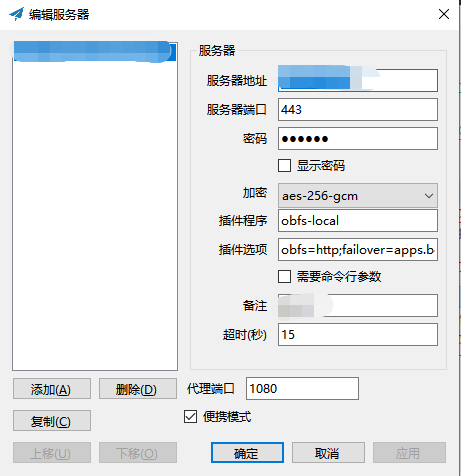 编辑服务器
服务器
服务器地址
服务器端口 443
密码 ●●●●●●
显示密码
加密 aes-256-gcm
插件程序 obfs-local
插件选项 obfs=http;failover=apps.b
需要命令行参数
备注
超时(秒) 15
添加(A) 删除(D) 代理端口 1080
复制(C) 便携模式
上移(U) 下移(O) 确定 取消 应用